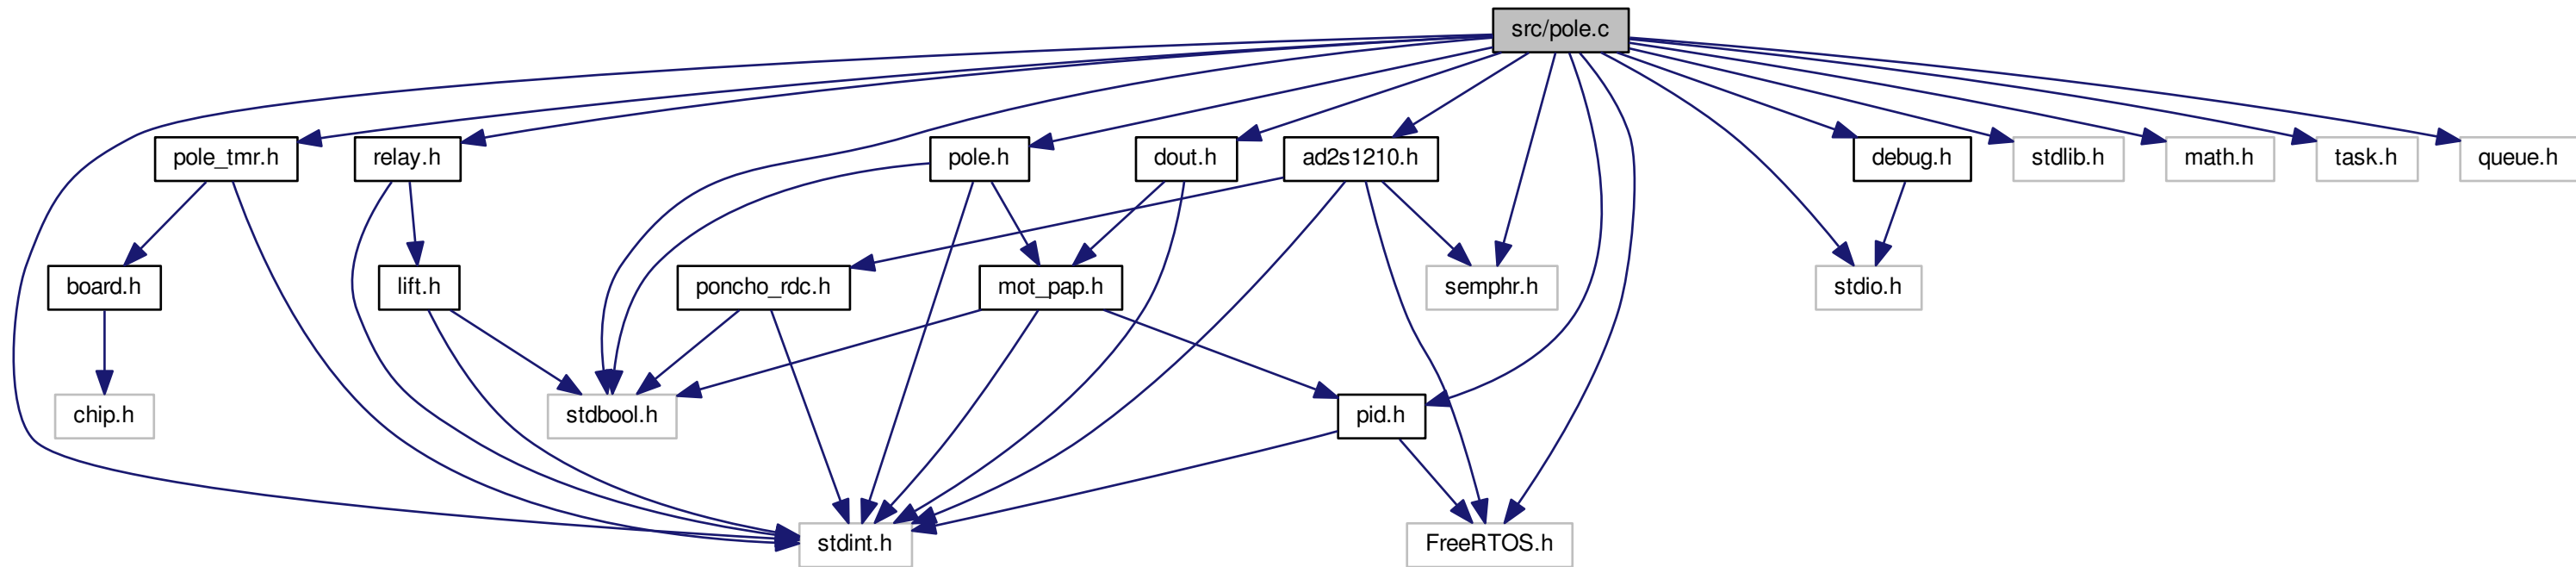 src/pole.c
pole_tmr.h
relay.h
pole.h
dout.h
ad2s1210.h
debug.h
stdlib.h
math.h
task.h
queue.h
board.h
lift.h
poncho_rdc.h
mot_pap.h
semphr.h
stdio.h
chip.h
stdbool.h
pid.h
stdint.h
FreeRTOS.h